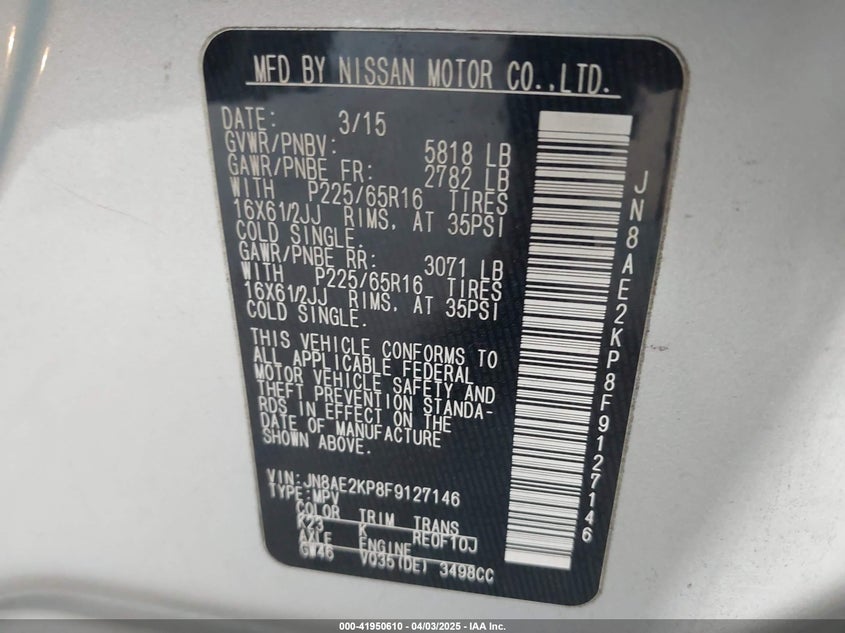 MFD BY NISSAN MOTOR CO.,LTD.
DATE: 3/15
GVWR/PNBV: 5818 LB
GAWR/PNBE FR: 2782 LB
WITH P225/65R16 TIRES
16X61/2JJ RIMS, AT 35PSI
COLD SINGLE.
GAWR/PNBE RR: 3071 LB
WITH P225/65R16 TIRES
16X61/2JJ RIMS, AT 35PSI
COLD SINGLE.
THIS VEHICLE CONFORMS TO
ALL APPLICABLE FEDERAL
MOTOR VEHICLE SAFETY AND
THEFT PREVENTION STANDA-
RDS IN EFFECT ON THE
DATE OF MANUFACTURE
SHOWN ABOVE.
VIN:JN8AE2KP8F9127146
TYPE:MPV
COLOR TRIM TRANS
K23 K RE0F10J
AXLE ENGINE
GW46 VQ35(DE) 3498CC
JN8AE2KP8F9127146
000-41950610 - 04/03/2025 - IAA Inc.